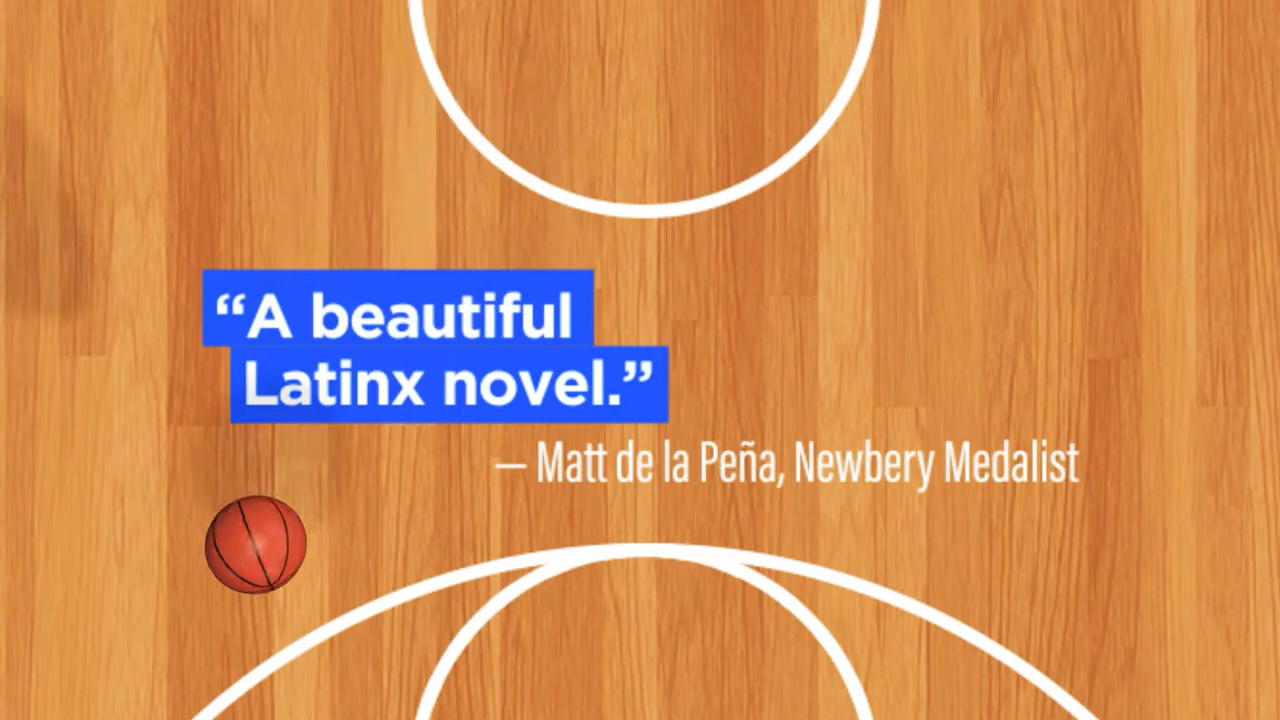 “A beautiful
Latinx novel.”
– Matt de la Peña, Newbery Medalist